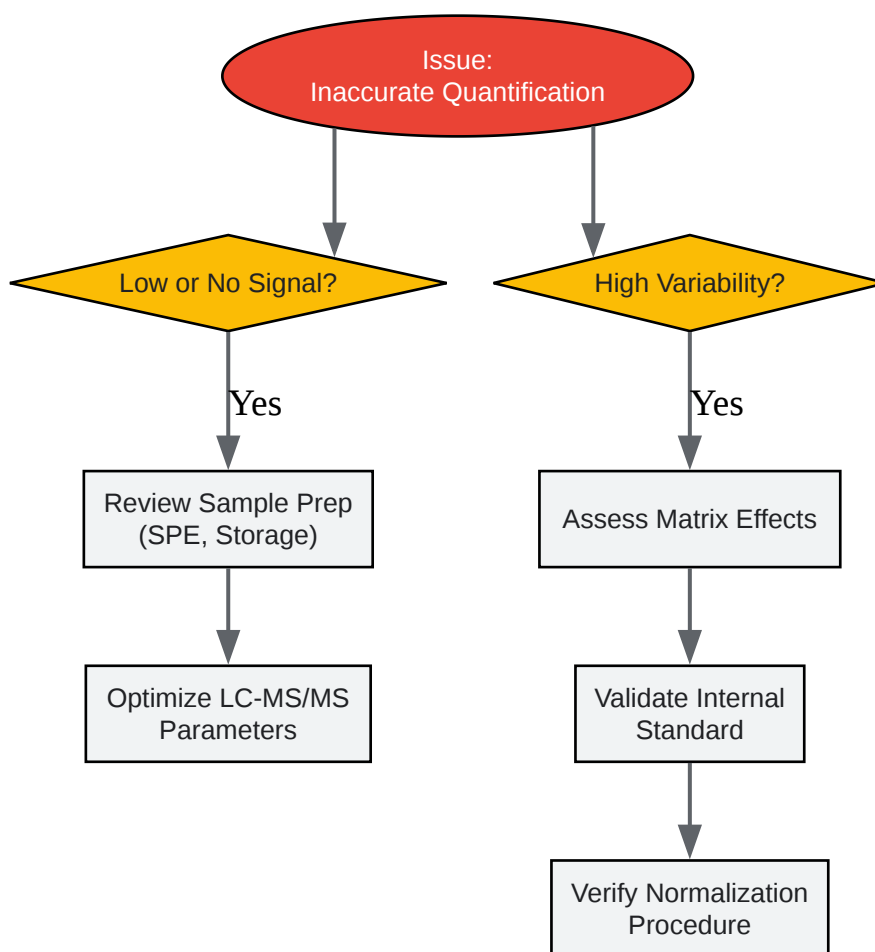 Issue:
Inaccurate Quantification
Low or No Signal?
High Variability?
Yes
Yes
Review Sample Prep
(SPE, Storage)
Assess Matrix Effects
Optimize LC-MS/MS
Parameters
Validate Internal
Standard
Verify Normalization
Procedure